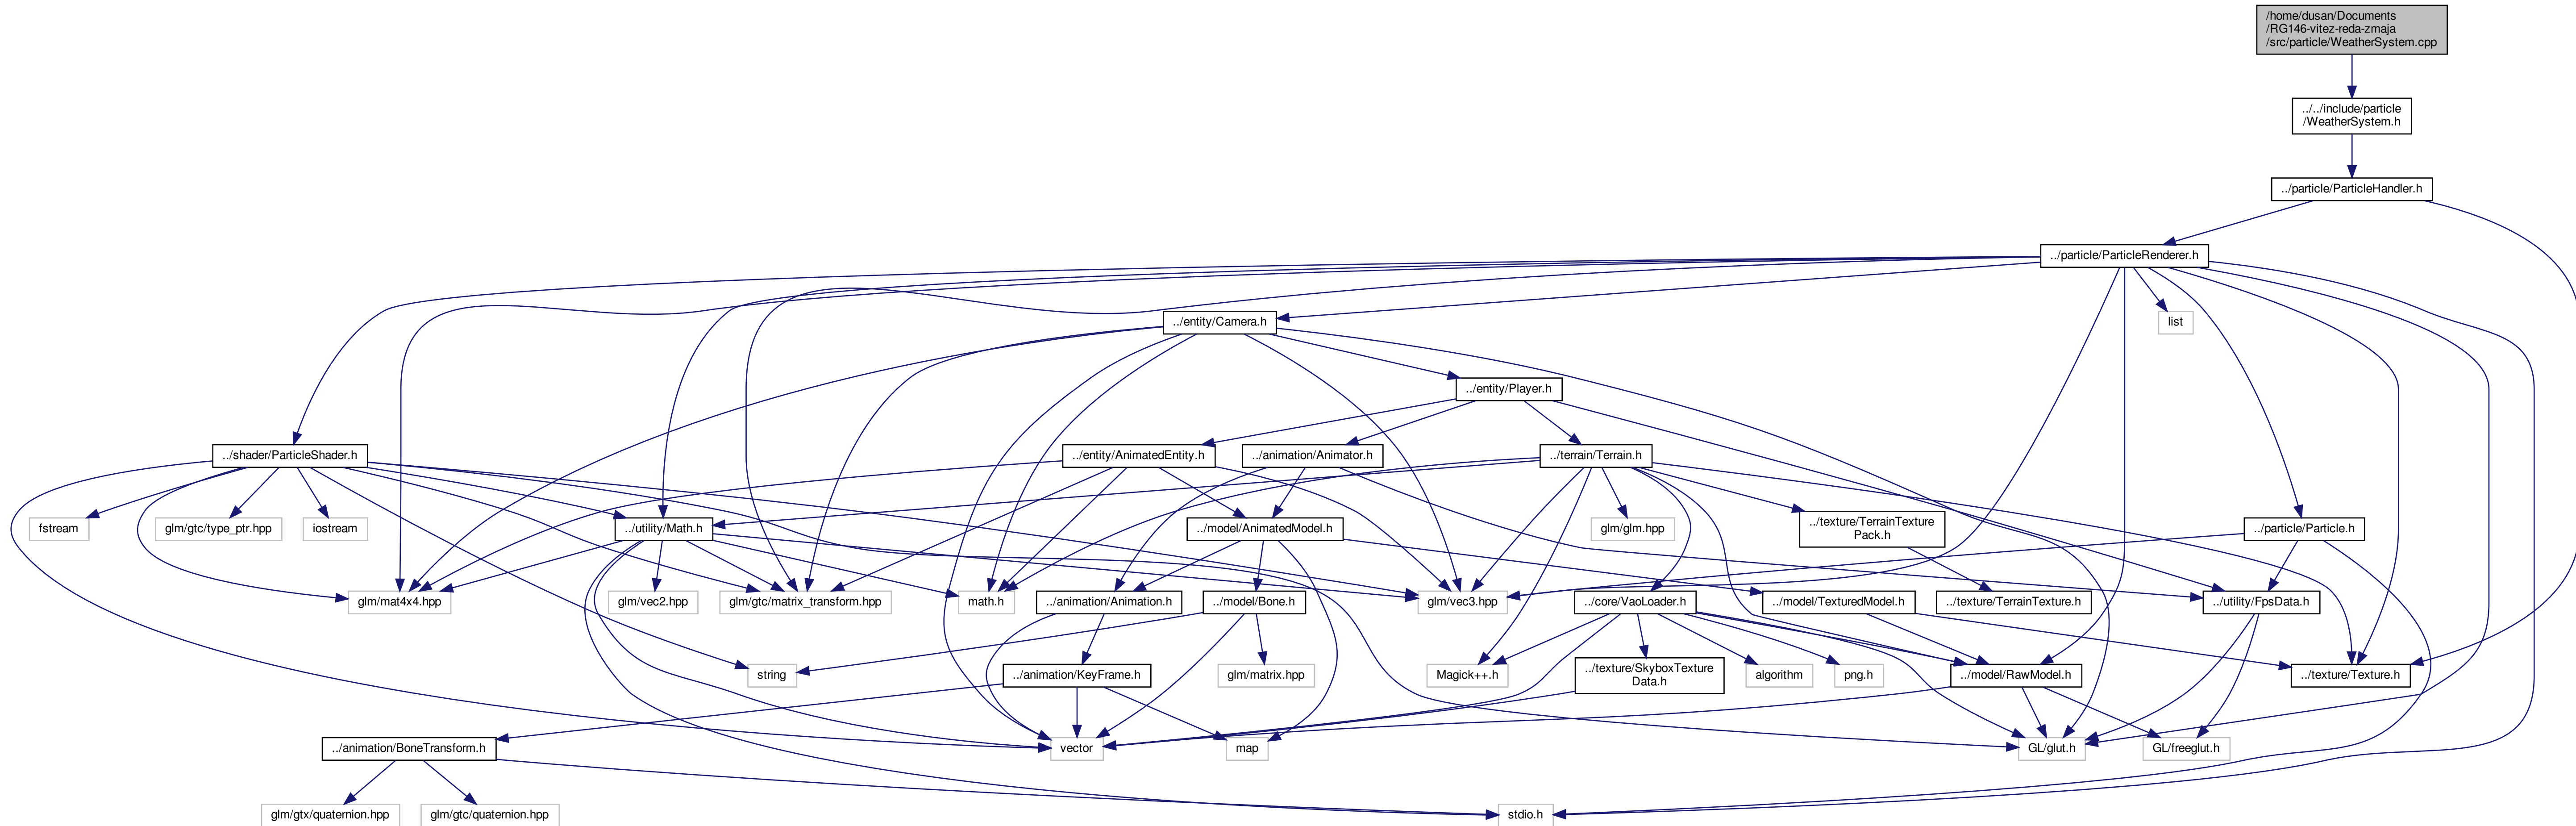 /home/dusan/Documents
/RG146-vitez-reda-zmaja
/src/particle/WeatherSystem.cpp
../../include/particle
/WeatherSystem.h
../particle/ParticleHandler.h
../particle/ParticleRenderer.h
../entity/Camera.h
list
../entity/Player.h
../shader/ParticleShader.h
../entity/AnimatedEntity.h
../animation/Animator.h
../terrain/Terrain.h
fstream
glm/gtc/type_ptr.hpp
iostream
../utility/Math.h
../model/AnimatedModel.h
glm/glm.hpp
../texture/TerrainTexture
Pack.h
../particle/Particle.h
glm/mat4x4.hpp
glm/vec2.hpp
glm/gtc/matrix_transform.hpp
math.h
../animation/Animation.h
../model/Bone.h
glm/vec3.hpp
../core/VaoLoader.h
../model/TexturedModel.h
../texture/TerrainTexture.h
../utility/FpsData.h
string
../animation/KeyFrame.h
glm/matrix.hpp
Magick++.h
../texture/SkyboxTexture
Data.h
algorithm
png.h
../model/RawModel.h
../texture/Texture.h
../animation/BoneTransform.h
vector
map
GL/glut.h
GL/freeglut.h
glm/gtx/quaternion.hpp
glm/gtc/quaternion.hpp
stdio.h